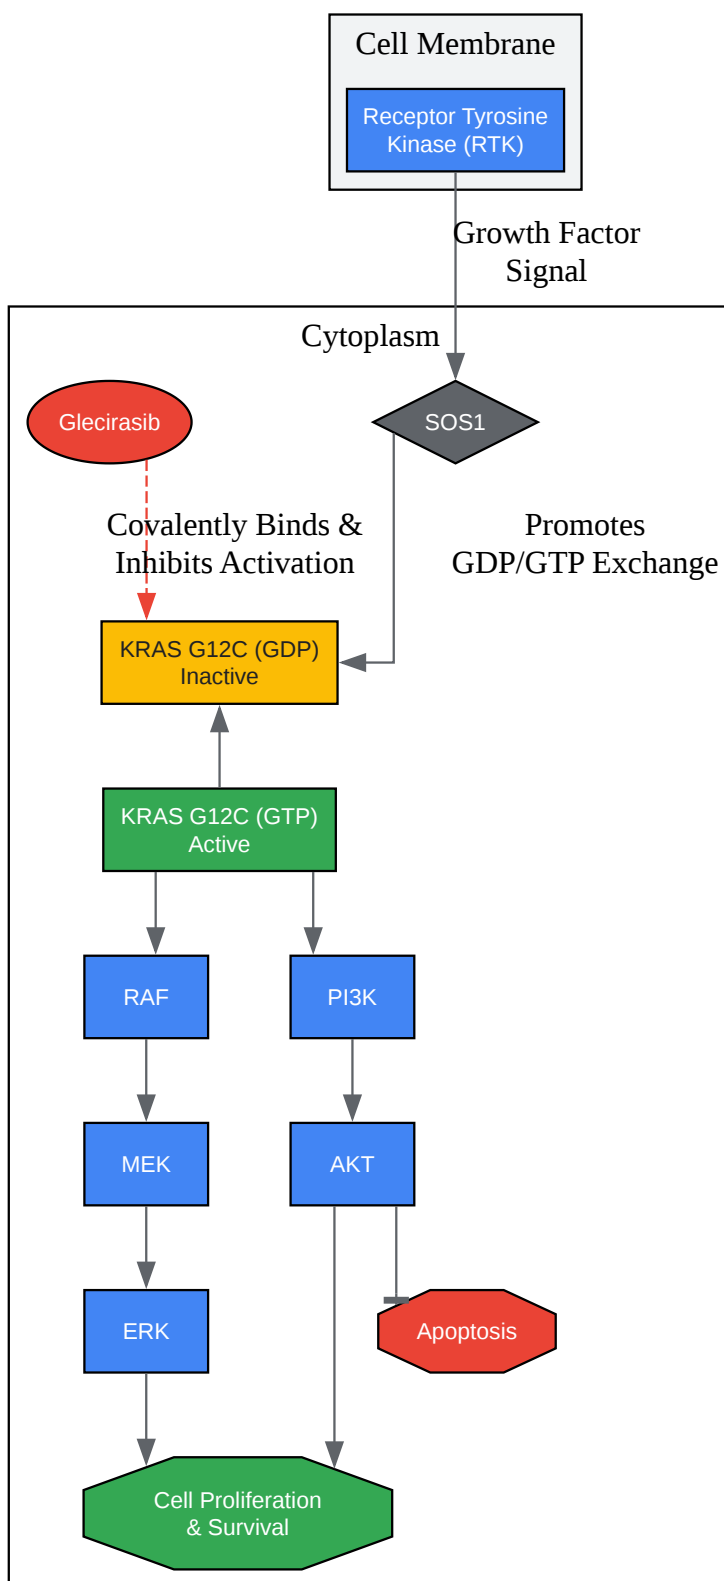 Cell Membrane
Receptor Tyrosine
Kinase (RTK)
Growth Factor
Signal
Cytoplasm
Glecirasib
SOS1
Covalently Binds &
Inhibits Activation
Promotes
GDP/GTP Exchange
KRAS G12C (GDP)
Inactive
KRAS G12C (GTP)
Active
RAF
PI3K
MEK
AKT
ERK
Apoptosis
Cell Proliferation
& Survival